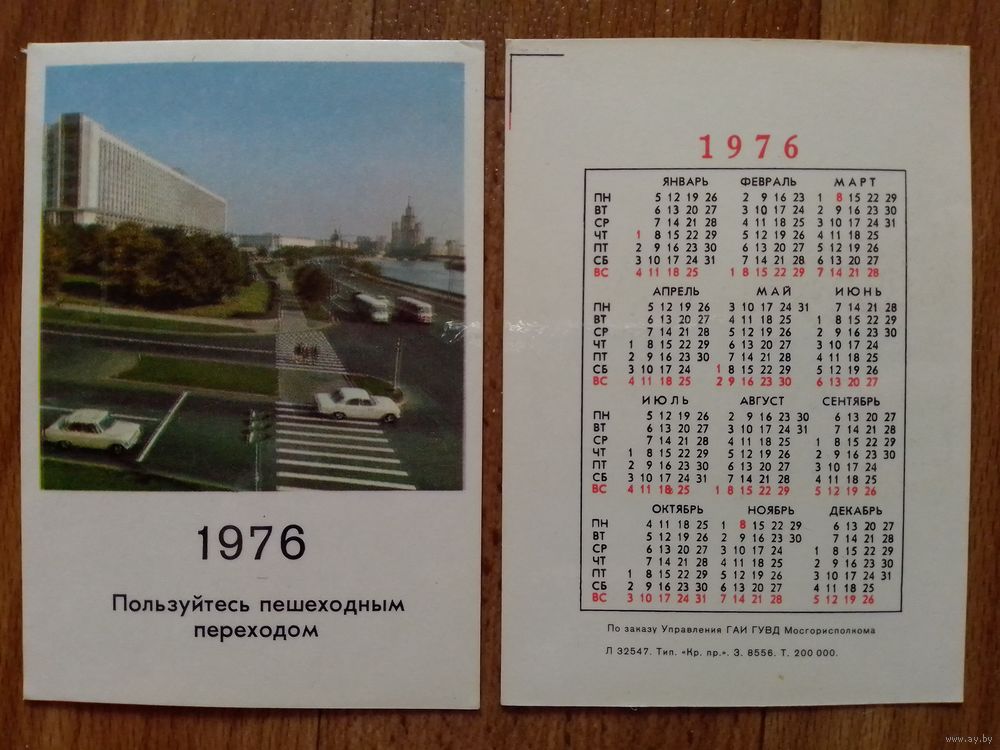 1976
Пользуйтесь пешеходным
переходом
1976
ЯНВАРЬ ФЕВРАЛЬ МАРТ
ПН 5 12 19 26 2 9 16 23 1 8 15 22 29
ВТ 6 13 20 27 3 10 17 24 2 9 16 23 30
СР 7 14 21 28 4 11 18 25 3 10 17 24 31
ЧТ 1 8 15 22 29 5 12 19 26 4 11 18 25
ПТ 2 9 16 23 30 6 13 20 27 5 12 19 26
СБ 3 10 17 24 31 7 14 21 28 6 13 20 27
ВС 4 11 18 25 1 8 15 22 29 7 14 21 28
АПРЕЛЬ МАЙ ИЮНЬ
ПН 5 12 19 26 3 10 17 24 31 7 14 21 28
ВТ 6 13 20 27 4 11 18 25 1 8 15 22 29
СР 7 14 21 28 5 12 19 26 2 9 16 23 30
ЧТ 1 8 15 22 29 6 13 20 27 3 10 17 24
ПТ 2 9 16 23 30 7 14 21 28 4 11 18 25
СБ 3 10 17 24 1 8 15 22 29 5 12 19 26
ВС 4 11 18 25 2 9 16 23 30 6 13 20 27
ИЮЛЬ АВГУСТ СЕНТЯБРЬ
ПН 5 12 19 26 2 9 16 23 30 6 13 20 27
ВТ 6 13 20 27 3 10 17 24 31 7 14 21 28
СР 7 14 21 28 4 11 18 25 1 8 15 22 29
ЧТ 1 8 15 22 29 5 12 19 26 2 9 16 23 30
ПТ 2 9 16 23 30 6 13 20 27 3 10 17 24
СБ 3 10 17 24 31 7 14 21 28 4 11 18 25
ВС 4 11 18 25 1 8 15 22 29 5 12 19 26
ОКТЯБРЬ НОЯБРЬ ДЕКАБРЬ
ПН 4 11 18 25 1 8 15 22 29 6 13 20 27
ВТ 5 12 19 26 2 9 16 23 30 7 14 21 28
СР 6 13 20 27 3 10 17 24 1 8 15 22 29
ЧТ 7 14 21 28 4 11 18 25 2 9 16 23 30
ПТ 1 8 15 22 29 5 12 19 26 3 10 17 24 31
СБ 2 9 16 23 30 6 13 20 27 4 11 18 25
ВС 3 10 17 24 31 7 14 21 28 5 12 19 26
По заказу Управления ГАИ ГУВД Мосгорисполкома
Л 32547. Тип. «Кр. пр.». З. 8556. Т. 200 000.
www.ay.by